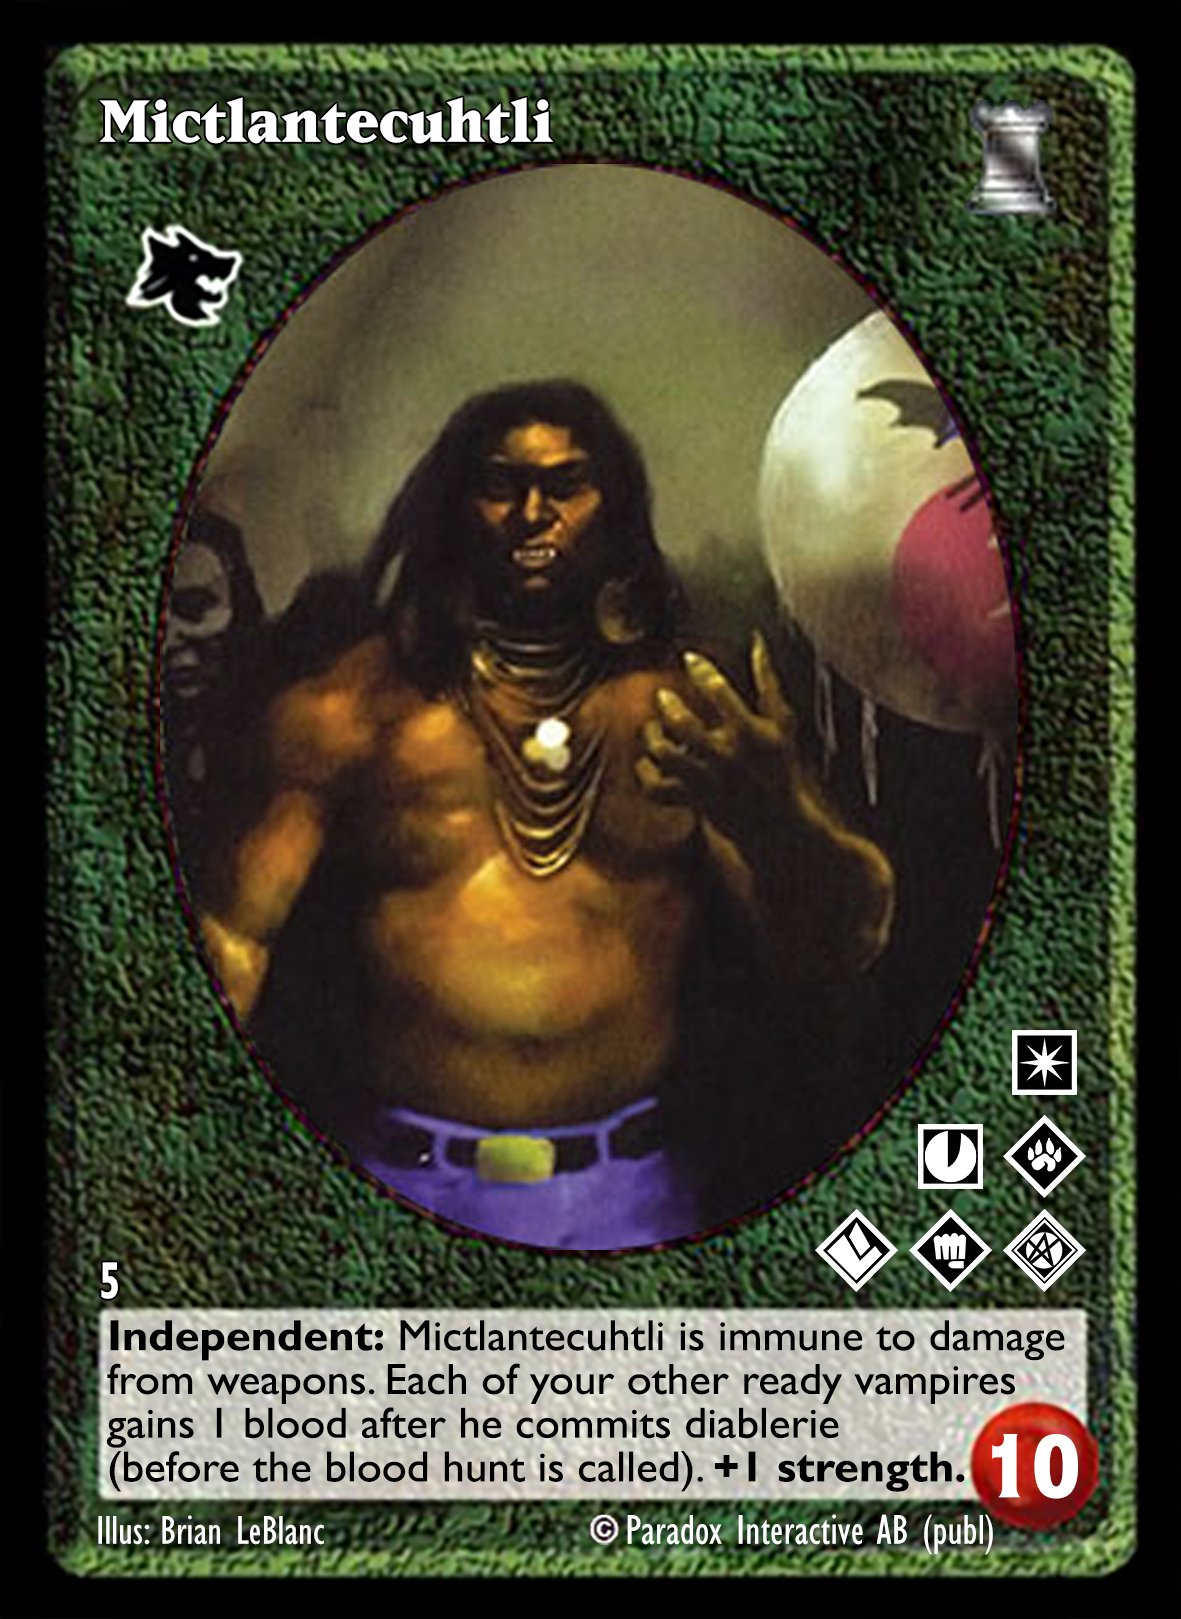 Mictlantecuhtli
5
Independent: Mictlantecuhtli is immune to damage
from weapons. Each of your other ready vampires
gains 1 blood after he commits diablerie
(before the blood hunt is called). +1 strength.
10
Illus: Brian LeBlanc
© Paradox Interactive AB (publ)